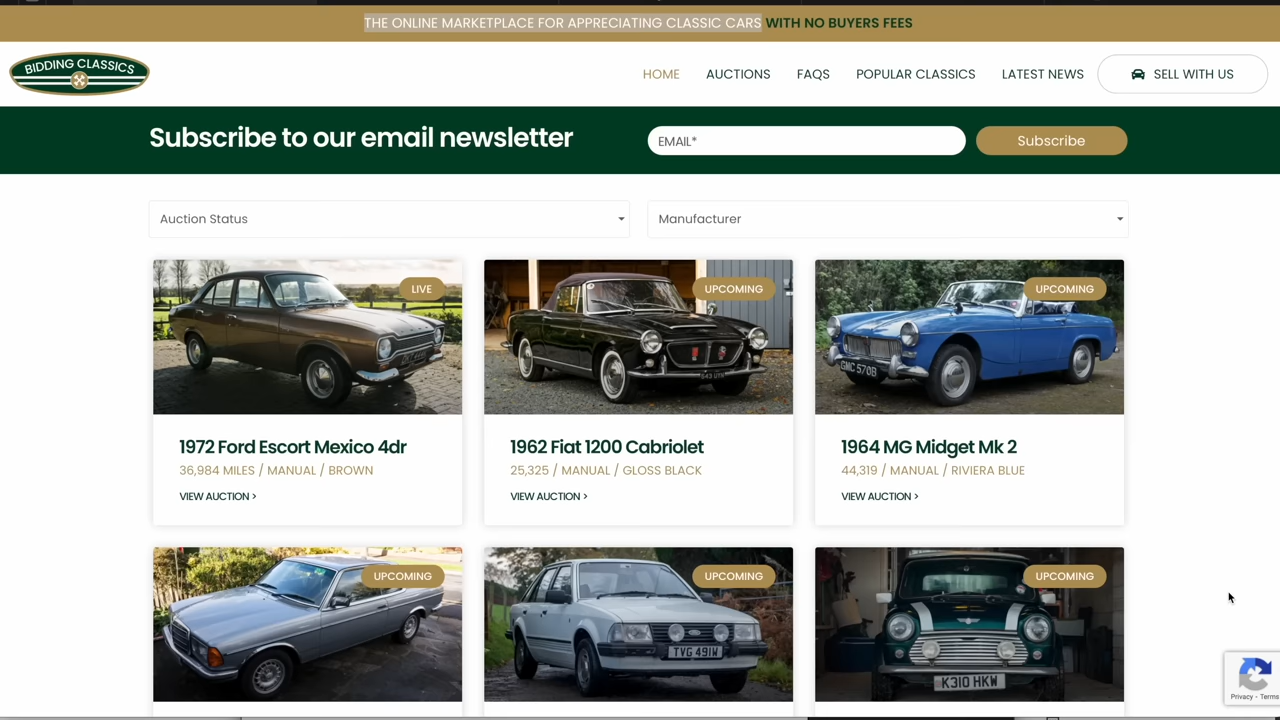 THE ONLINE MARKETPLACE FOR APPRECIATING CLASSIC CARS WITH NO BUYERS FEES
BIDDING CLASSICS
HOME AUCTIONS FAQS POPULAR CLASSICS LATEST NEWS SELL WITH US
Subscribe to our email newsletter
EMAIL*
Subscribe
Auction Status
Manufacturer
LIVE
UPCOMING
643 UYN
UPCOMING
GMC 570B
1972 Ford Escort Mexico 4dr
36,984 MILES / MANUAL / BROWN
VIEW AUCTION >
1962 Fiat 1200 Cabriolet
25,325 / MANUAL / GLOSS BLACK
VIEW AUCTION >
1964 MG Midget Mk 2
44,319 / MANUAL / RIVIERA BLUE
VIEW AUCTION >
UPCOMING
UPCOMING
TVG 491W
UPCOMING
K310 HKW
Privacy - Terms